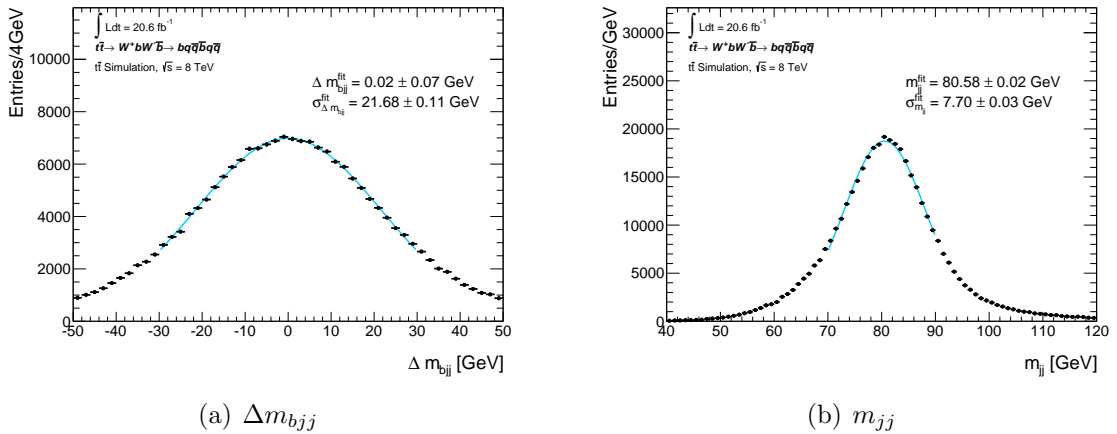 ∫ Ldt = 20.6 fb⁻¹
tt̄→ W⁺bW⁻b̄→ bqq̄b̄qq̄
tt̄ Simulation, √s = 8 TeV
Δ m_bjj^fit = 0.02 ± 0.07 GeV
σ_Δ m_bjj^fit = 21.68 ± 0.11 GeV
Entries/4GeV
10000
8000
6000
4000
2000
0
-50 -40 -30 -20 -10 0 10 20 30 40 50
Δ m_bjj [GeV]
(a) Δm_bjj
∫ Ldt = 20.6 fb⁻¹
tt̄→ W⁺bW⁻b̄→ bqq̄b̄qq̄
tt̄ Simulation, √s = 8 TeV
m_jj^fit = 80.58 ± 0.02 GeV
σ_m_jj^fit = 7.70 ± 0.03 GeV
Entries/GeV
30000
25000
20000
15000
10000
5000
0
40 50 60 70 80 90 100 110 120
m_jj [GeV]
(b) m_jj